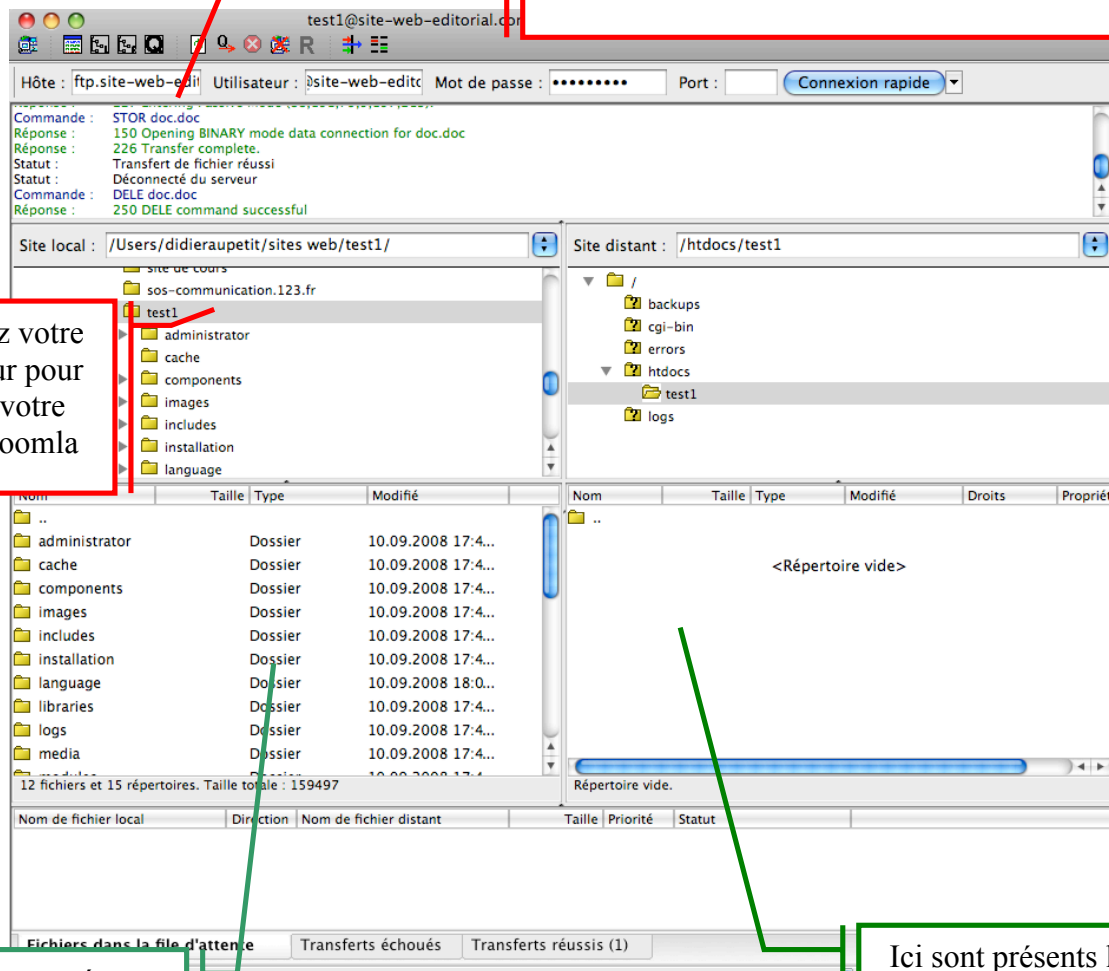 test1@site-web-editorial.com
R
Hôte : ftp.site-web-edit Utilisateur : @site-web-edito Mot de passe : ••••••••• Port : Connexion rapide
Commande : STOR doc.doc
Réponse : 150 Opening BINARY mode data connection for doc.doc
Réponse : 226 Transfer complete.
Statut : Transfert de fichier réussi
Statut : Déconnecté du serveur
Commande : DELE doc.doc
Réponse : 250 DELE command successful
Site local : /Users/didieraupetit/sites web/test1/
site de cours
sos-communication.123.fr
test1
administrator
cache
components
images
includes
installation
language
z votre
ur pour
votre
oomla
Site distant : /htdocs/test1
/
backups
cgi-bin
errors
htdocs
test1
logs
Nom Taille Type Modifié
..
administrator Dossier 10.09.2008 17:4...
cache Dossier 10.09.2008 17:4...
components Dossier 10.09.2008 17:4...
images Dossier 10.09.2008 17:4...
includes Dossier 10.09.2008 17:4...
installation Dossier 10.09.2008 17:4...
language Dossier 10.09.2008 18:0...
libraries Dossier 10.09.2008 17:4...
logs Dossier 10.09.2008 17:4...
media Dossier 10.09.2008 17:4...
modules Dossier 10.09.2008 17:4
12 fichiers et 15 répertoires. Taille totale : 159497
Nom Taille Type Modifié Droits Propriét
..
<Répertoire vide>
Répertoire vide.
Nom de fichier local Direction Nom de fichier distant Taille Priorité Statut
Fichiers dans la file d'attente Transferts échoués Transferts réussis (1)
Ici sont présents